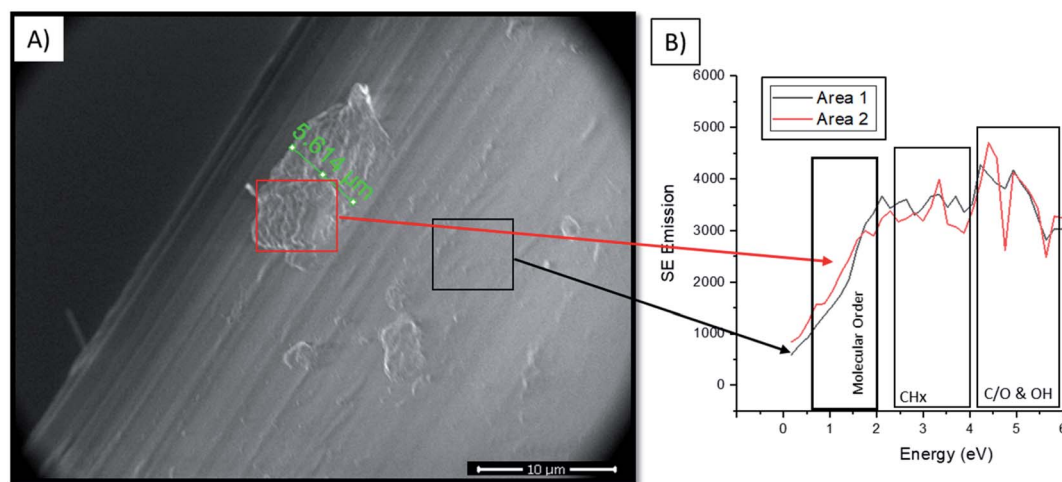 A)
5.614 µm
10 µm
B)
6000
5000
4000
3000
2000
1000
0
SE Emission
Area 1
Area 2
Molecular Order
CHx
C/O & OH
0 1 2 3 4 5 6
Energy (eV)